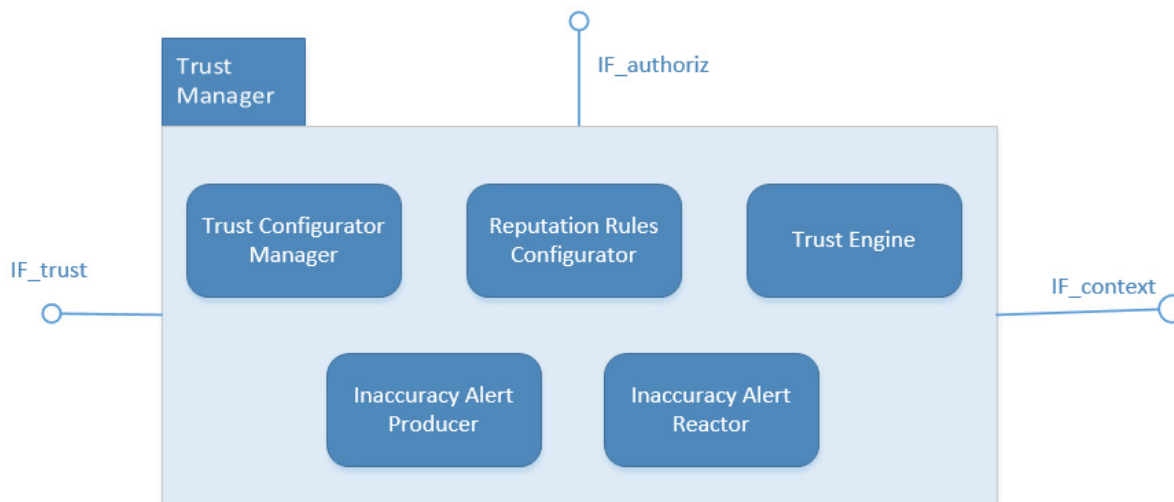 IF_authoriz
Trust
Manager
Trust Configurator
Manager
Reputation Rules
Configurator
Trust Engine
IF_trust
IF_context
Inaccuracy Alert
Producer
Inaccuracy Alert
Reactor